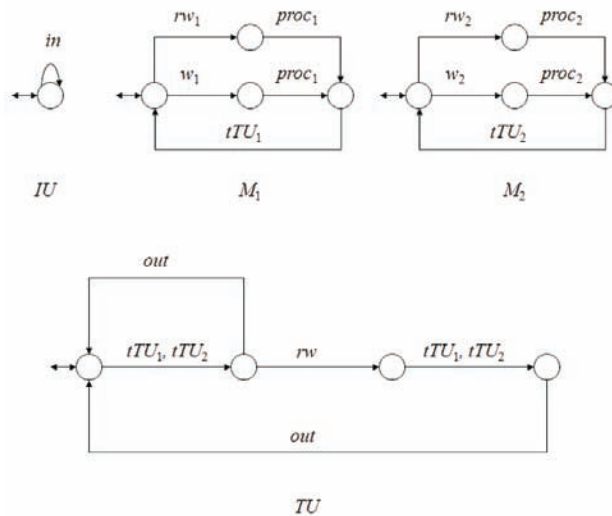 in
rw₁ proc₁
w₁ proc₁
tTU₁
rw₂ proc₂
w₂ proc₂
tTU₂
IU
M₁
M₂
out
tTU₁, tTU₂ rw tTU₁, tTU₂
out
TU